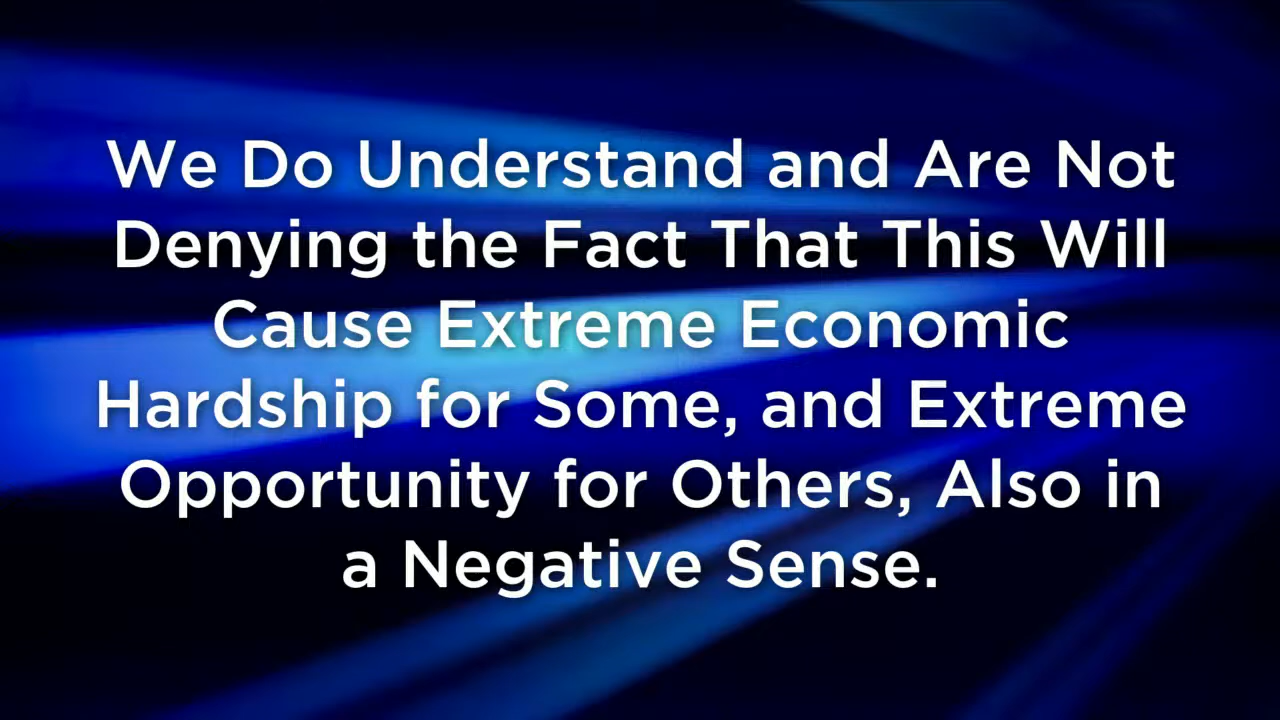 We Do Understand and Are Not
Denying the Fact That This Will
Cause Extreme Economic
Hardship for Some, and Extreme
Opportunity for Others, Also in
a Negative Sense.